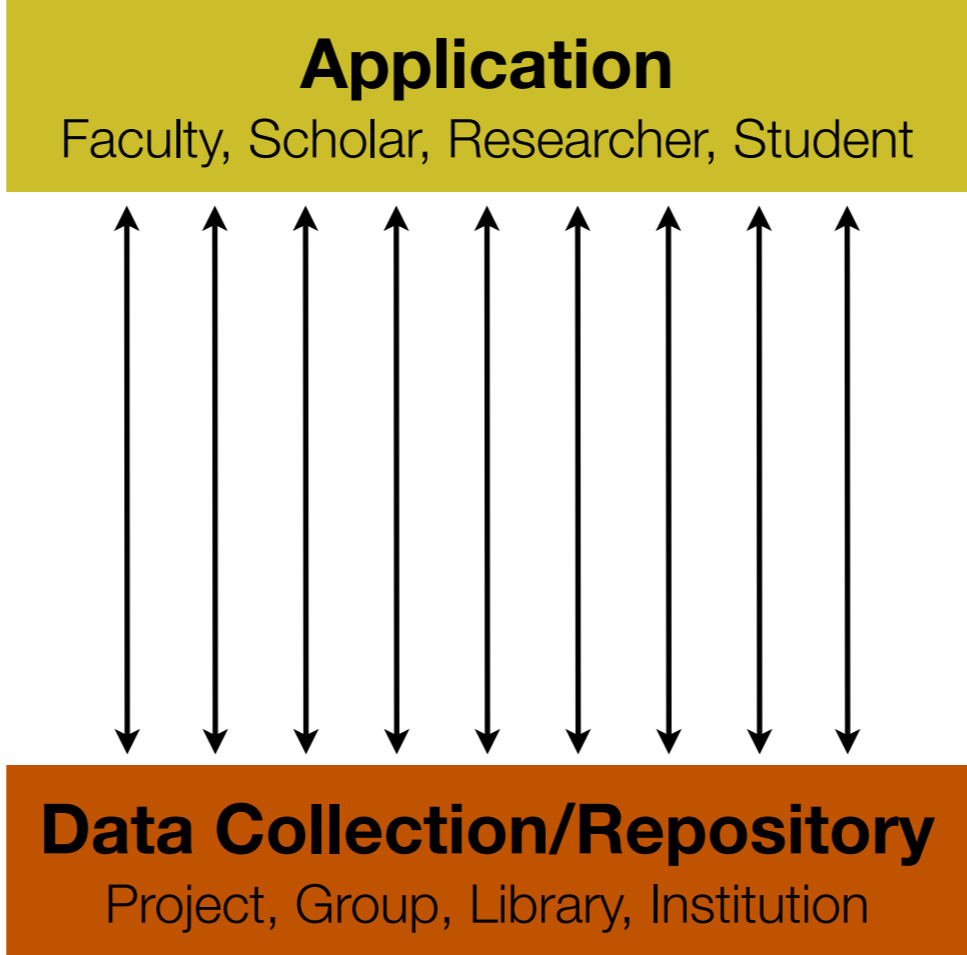 Application
Faculty, Scholar, Researcher, Student
Data Collection/Repository
Project, Group, Library, Institution